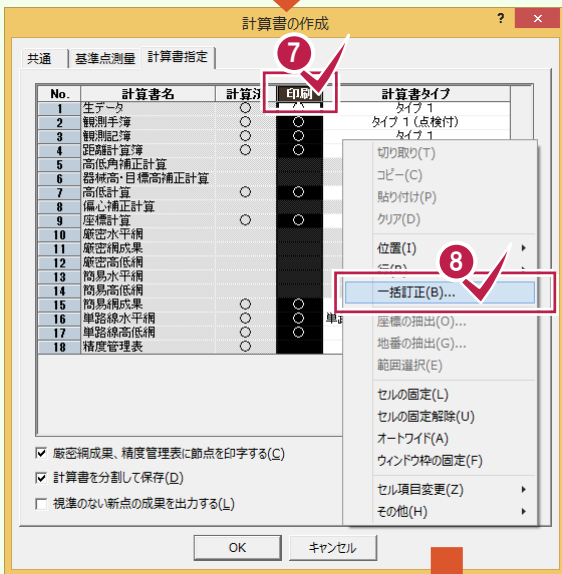 計算書の作成 ? ×
共通 基準点測量 計算書指定
7
No. 計算書名 計算済 印刷 計算書タイプ
1 生データ ○ タイプ 1
2 観測手簿 ○ ○ タイプ 1 (点検付)
3 観測記簿 ○ ○ タイプ 1
4 距離計算簿 ○ ○
5 高低角補正計算
6 器械高・目標高補正計算
7 高低計算 ○ ○
8 偏心補正計算
9 座標計算 ○ ○
10 厳密水平網
11 厳密網成果
12 厳密高低網
13 簡易水平網
14 簡易高低網
15 簡易網成果 ○ ○
16 単路線水平網 ○ ○ 単
17 単路線高低網 ○ ○
18 精度管理表 ○
切り取り(T)
コピー(C)
貼り付け(P)
クリア(D)
位置(I)
8
一括訂正(B)...
座標の抽出(O)...
地番の抽出(G)...
範囲選択(E)
セルの固定(L)
セルの固定解除(U)
オートワイド(A)
ウィンドウ枠の固定(F)
セル項目変更(Z)
その他(H)
厳密網成果、精度管理表に節点を印字する(C)
計算書を分割して保存(D)
視準のない新点の成果を出力する(L)
OK キャンセル